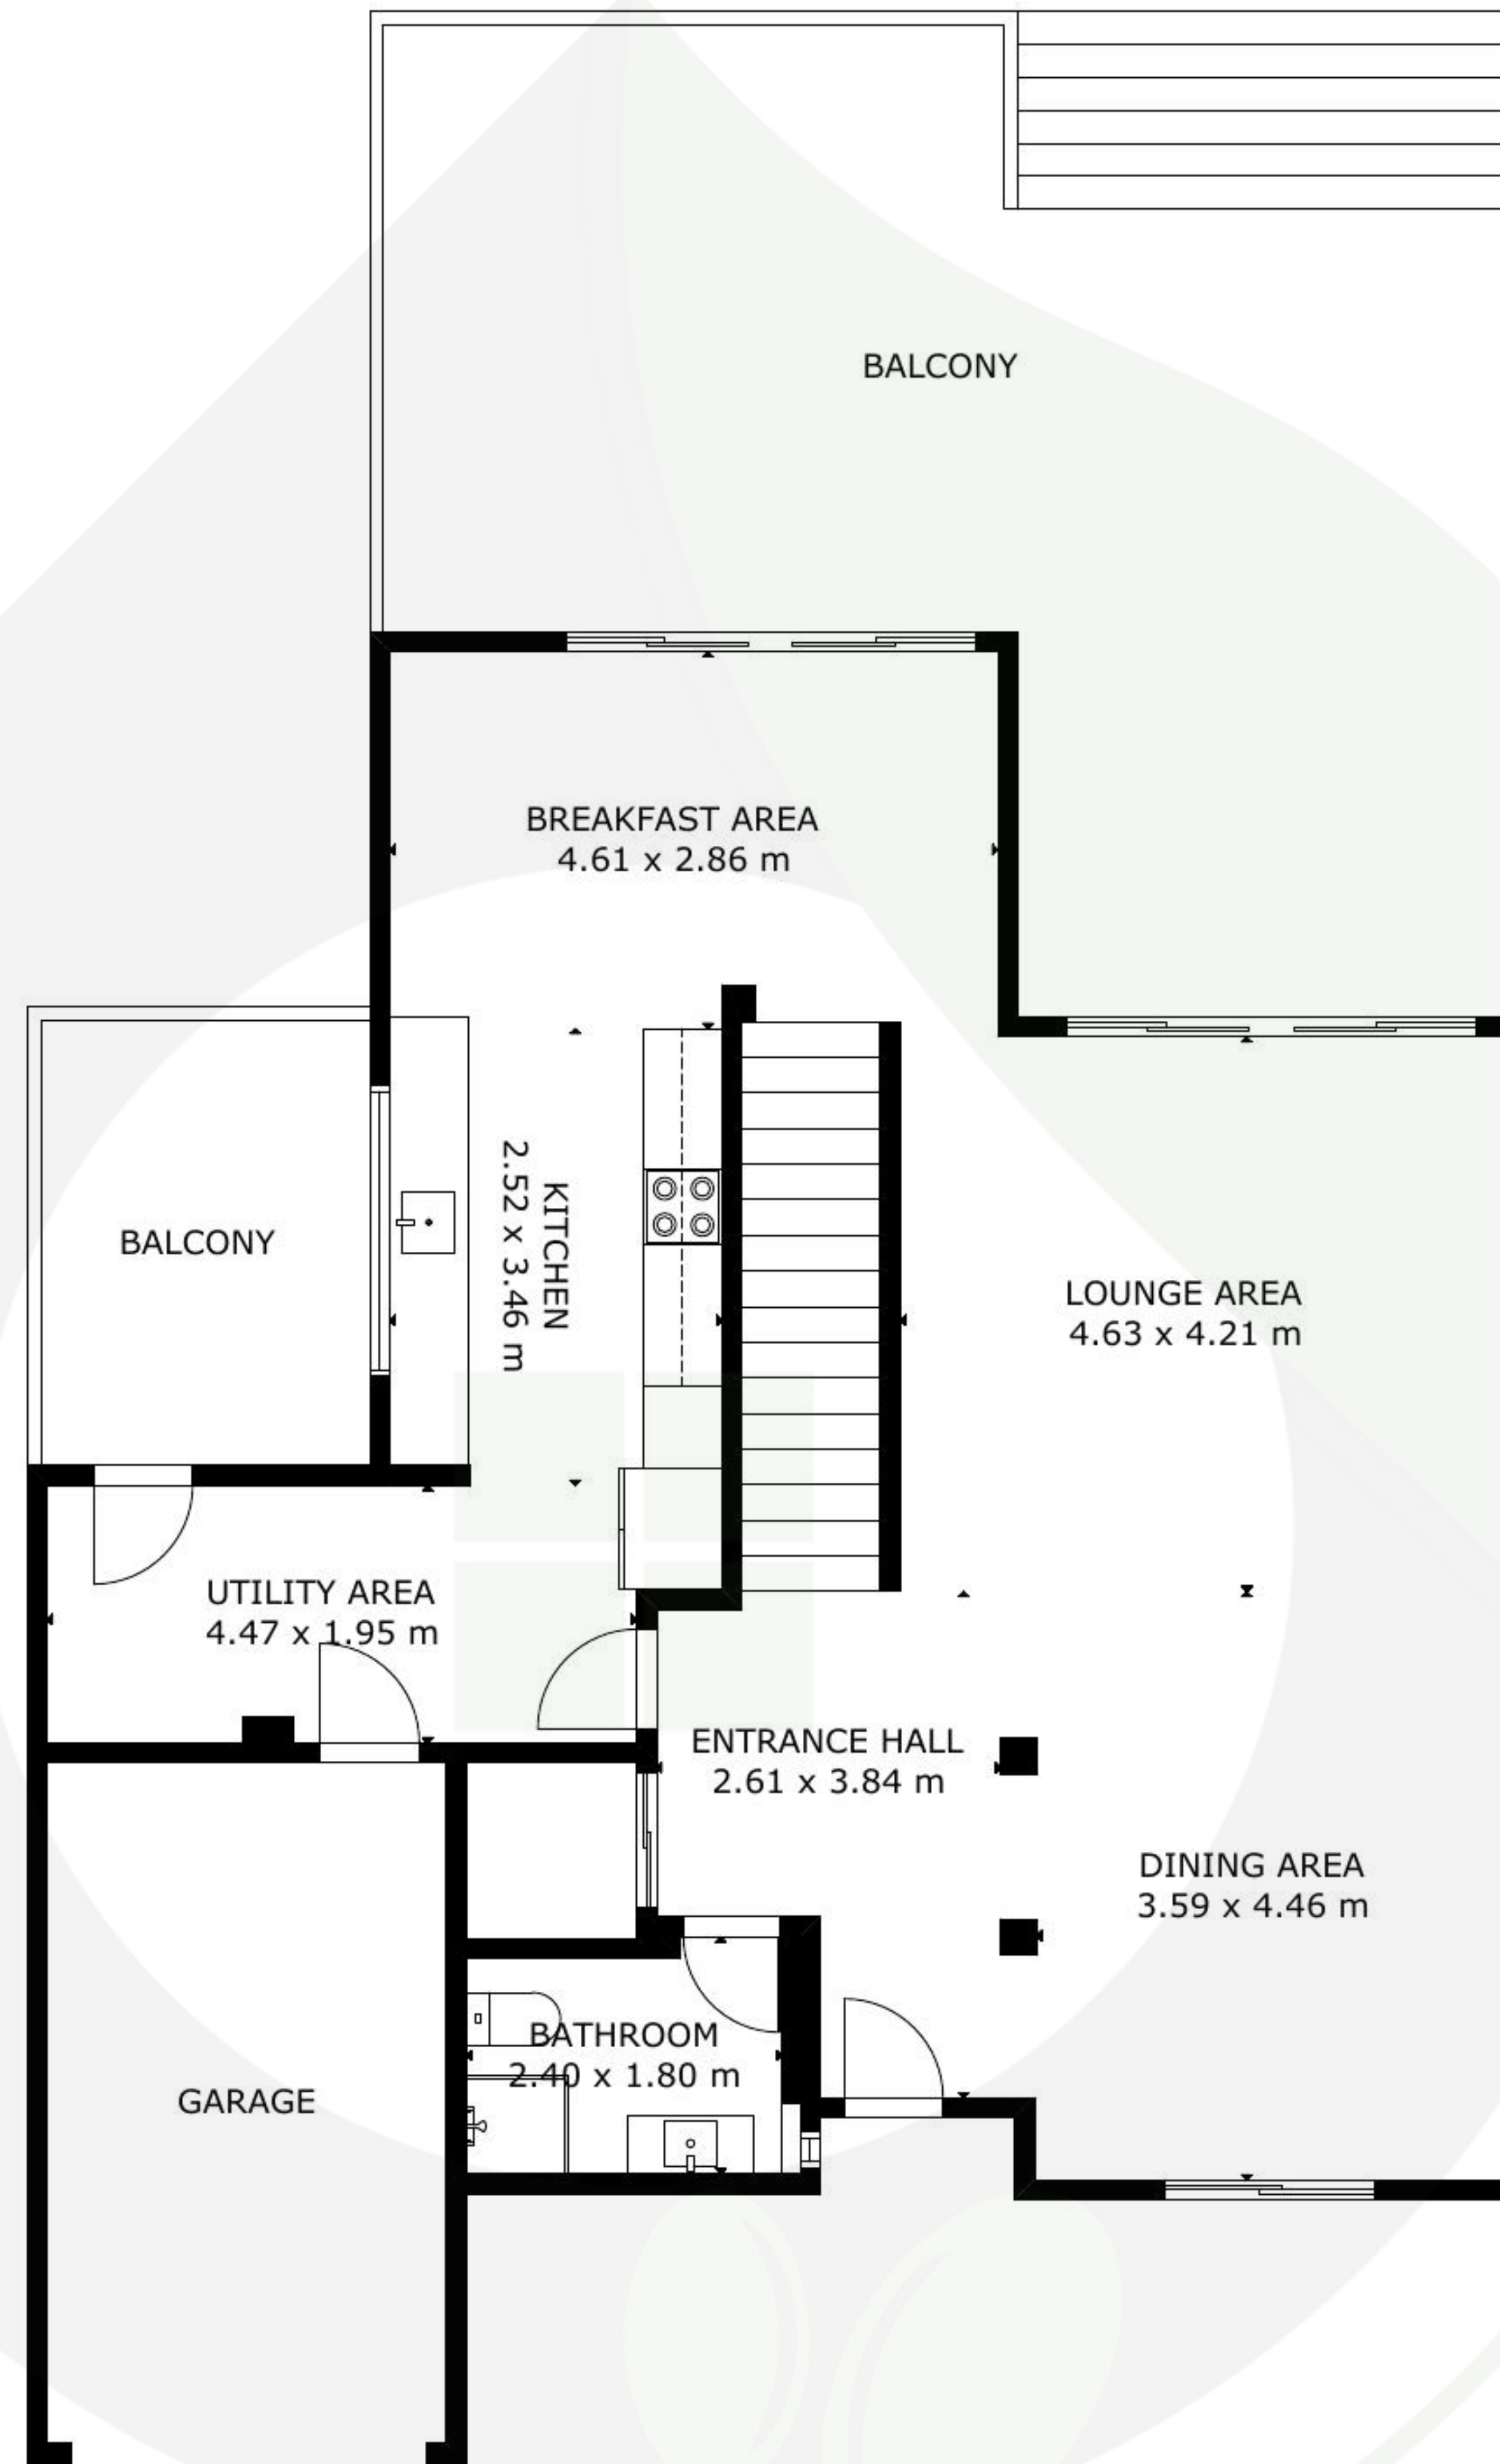 BALCONY
BREAKFAST AREA
4.61 x 2.86 m
BALCONY
KITCHEN
2.52 x 3.46 m
LOUNGE AREA
4.63 x 4.21 m
UTILITY AREA
4.47 x 1.95 m
ENTRANCE HALL
2.61 x 3.84 m
DINING AREA
3.59 x 4.46 m
BATHROOM
2.40 x 1.80 m
GARAGE